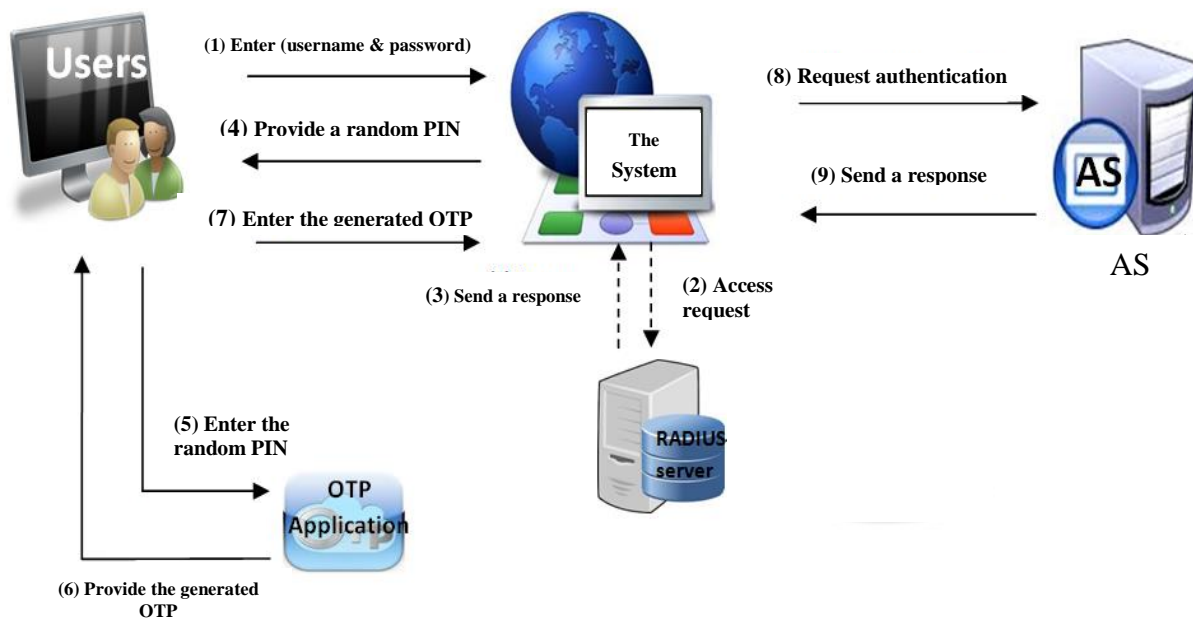 Users
(1) Enter (username & password)
(4) Provide a random PIN
(7) Enter the generated OTP
The
System
(8) Request authentication
(9) Send a response
AS
AS
(3) Send a response
(2) Access
request
RADIUS
server
(5) Enter the
random PIN
OTP
Application
OTP
(6) Provide the generated
OTP